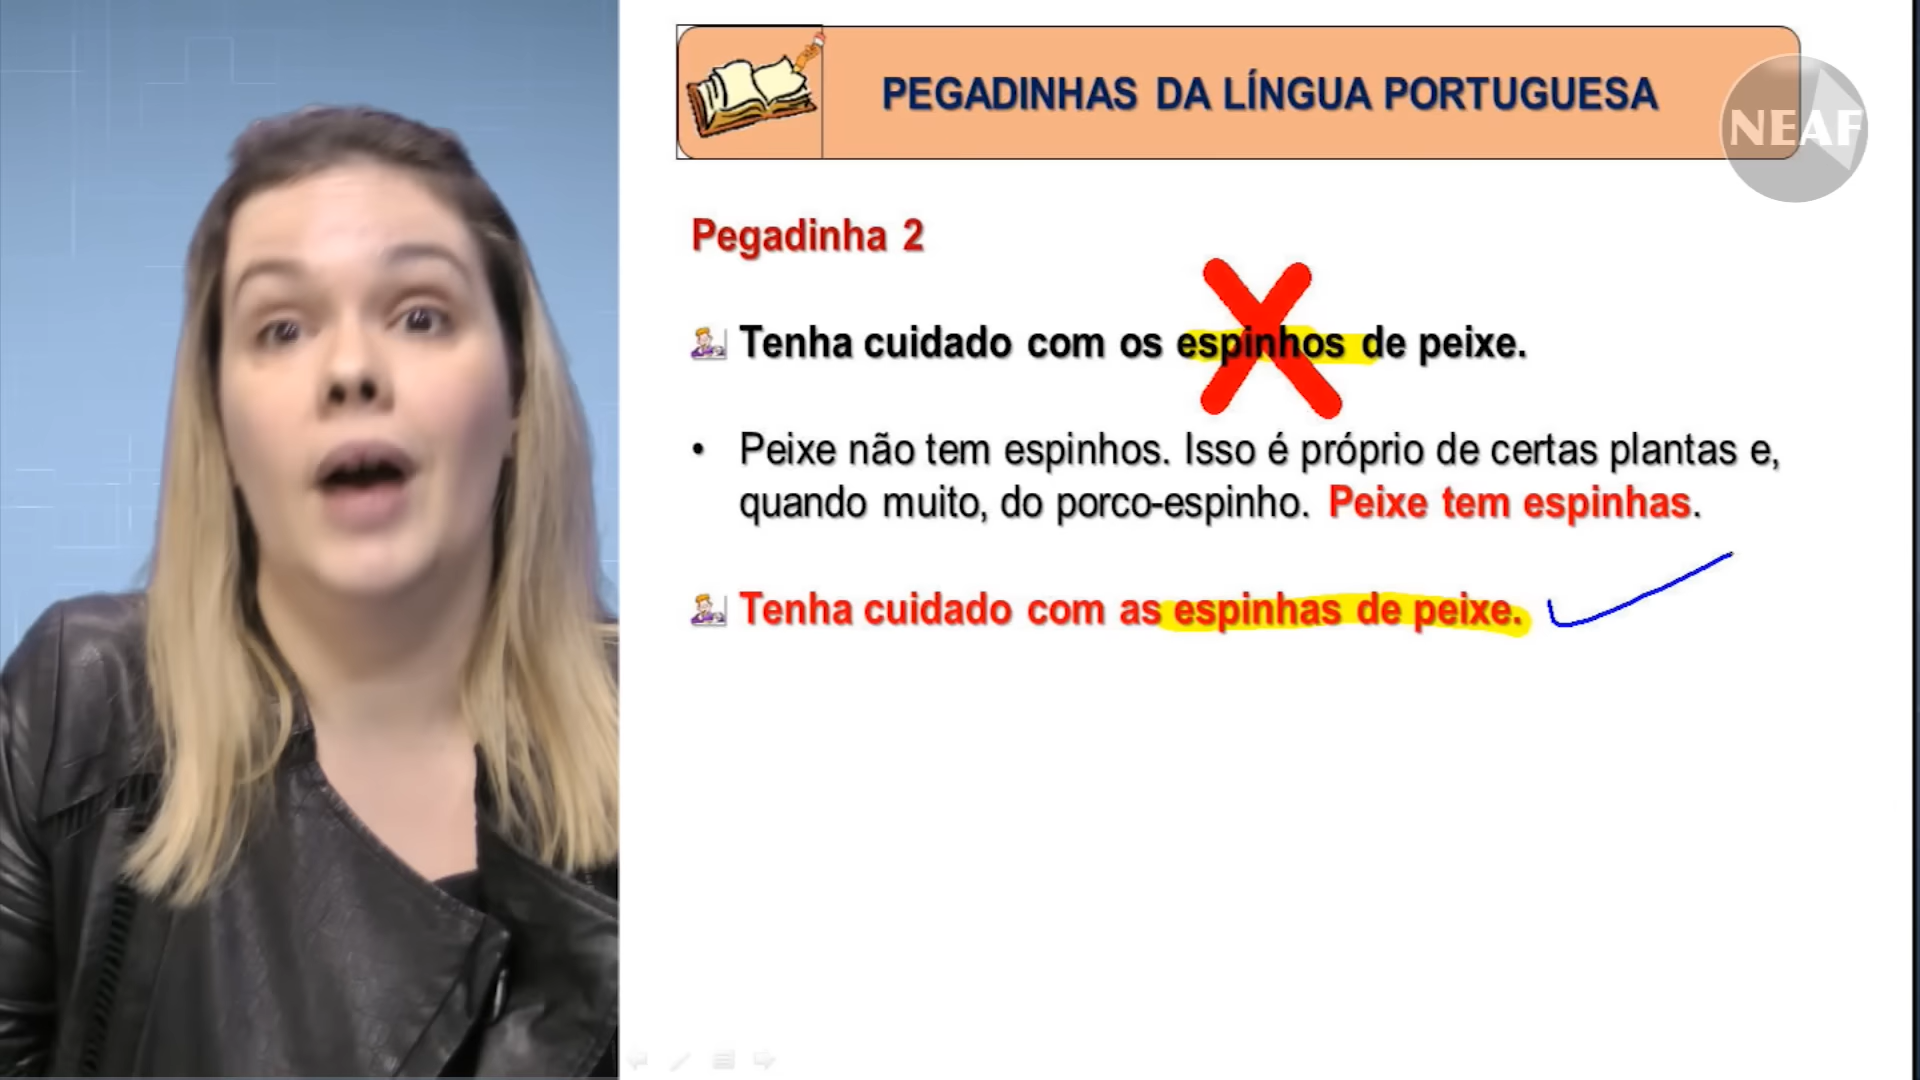 PEGADINHAS DA LÍNGUA PORTUGUESA
NEAF
Pegadinha 2
Tenha cuidado com os espinhos de peixe.
• Peixe não tem espinhos. Isso é próprio de certas plantas e,
quando muito, do porco-espinho. Peixe tem espinhas.
Tenha cuidado com as espinhas de peixe.